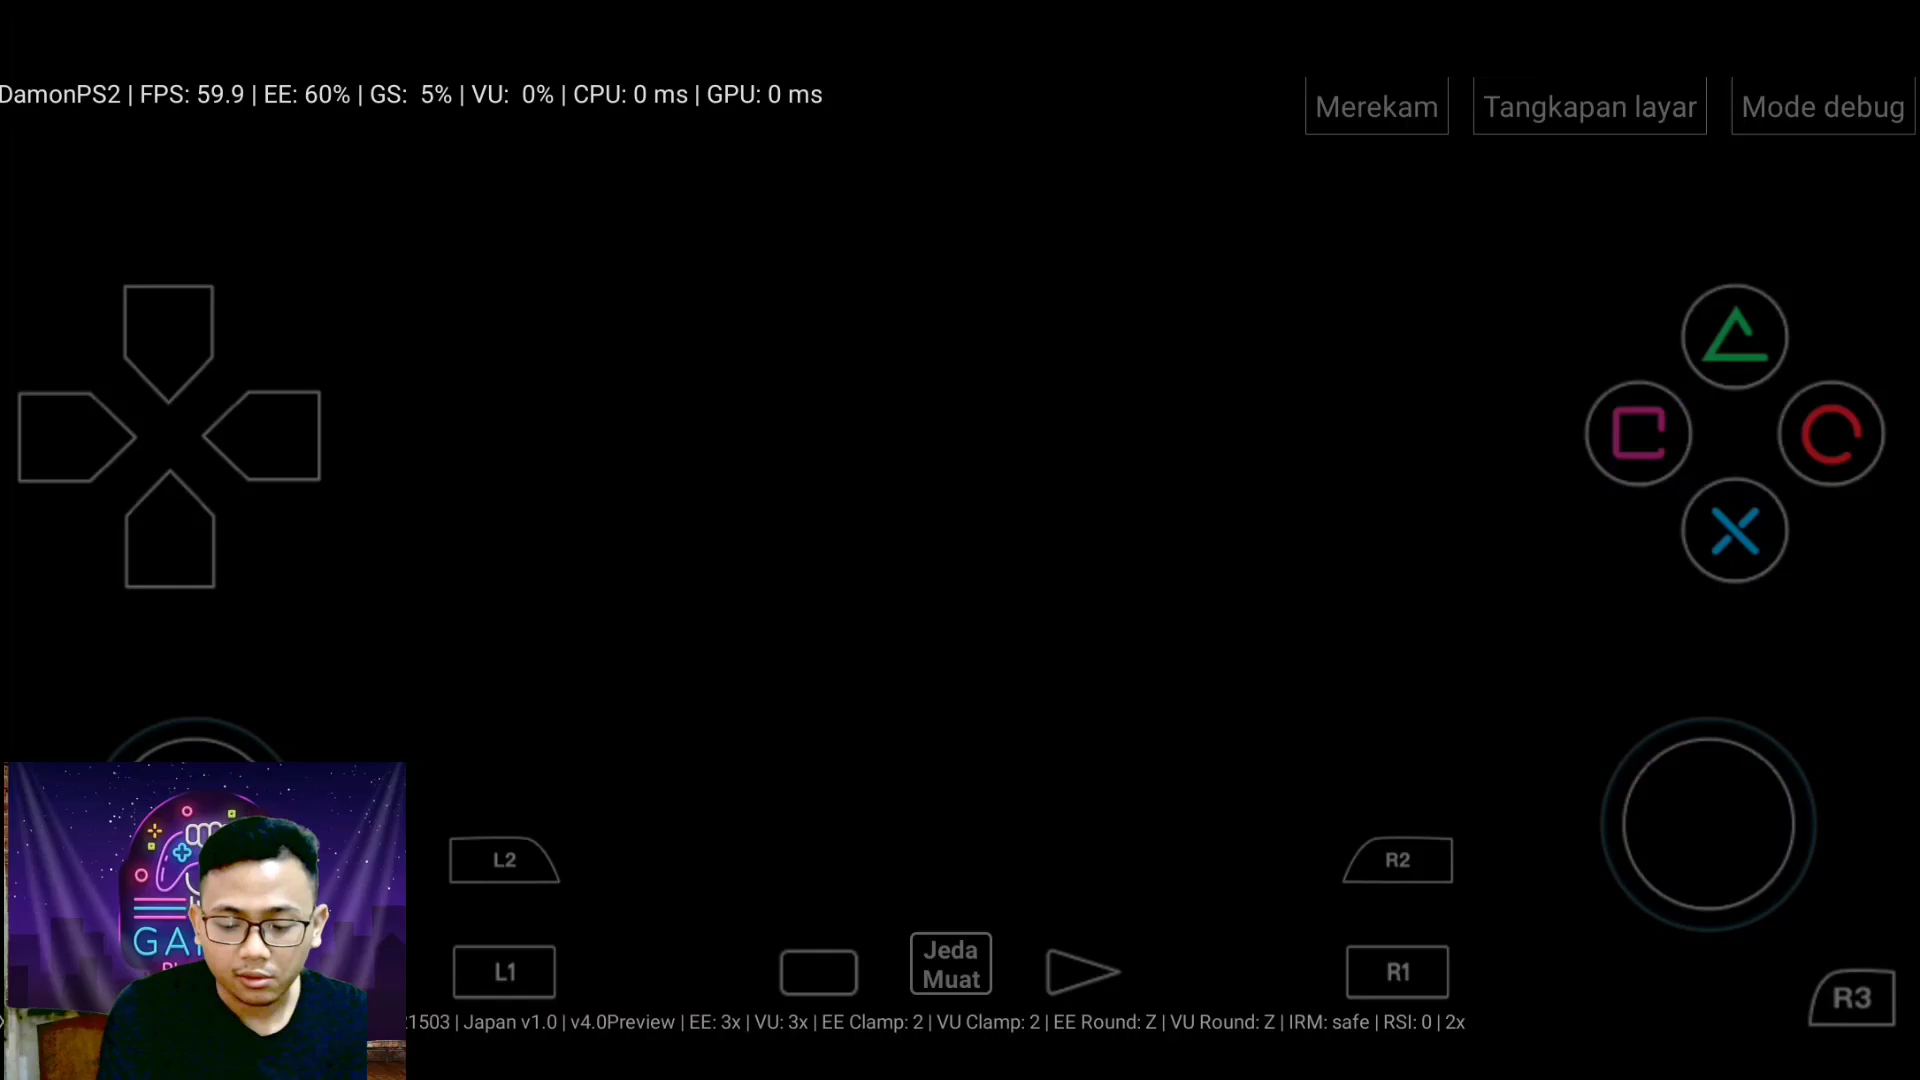 DamonPS2 | FPS: 59.9 | EE: 60% | GS: 5% | VU: 0% | CPU: 0 ms | GPU: 0 ms
Merekam
Tangkapan layar
Mode debug
L2
R2
L1
Jeda
Muat
R1
R3
1503 | Japan v1.0 | v4.0Preview | EE: 3x | VU: 3x | EE Clamp: 2 | VU Clamp: 2 | EE Round: Z | VU Round: Z | IRM: safe | RSI: 0 | 2x
GA